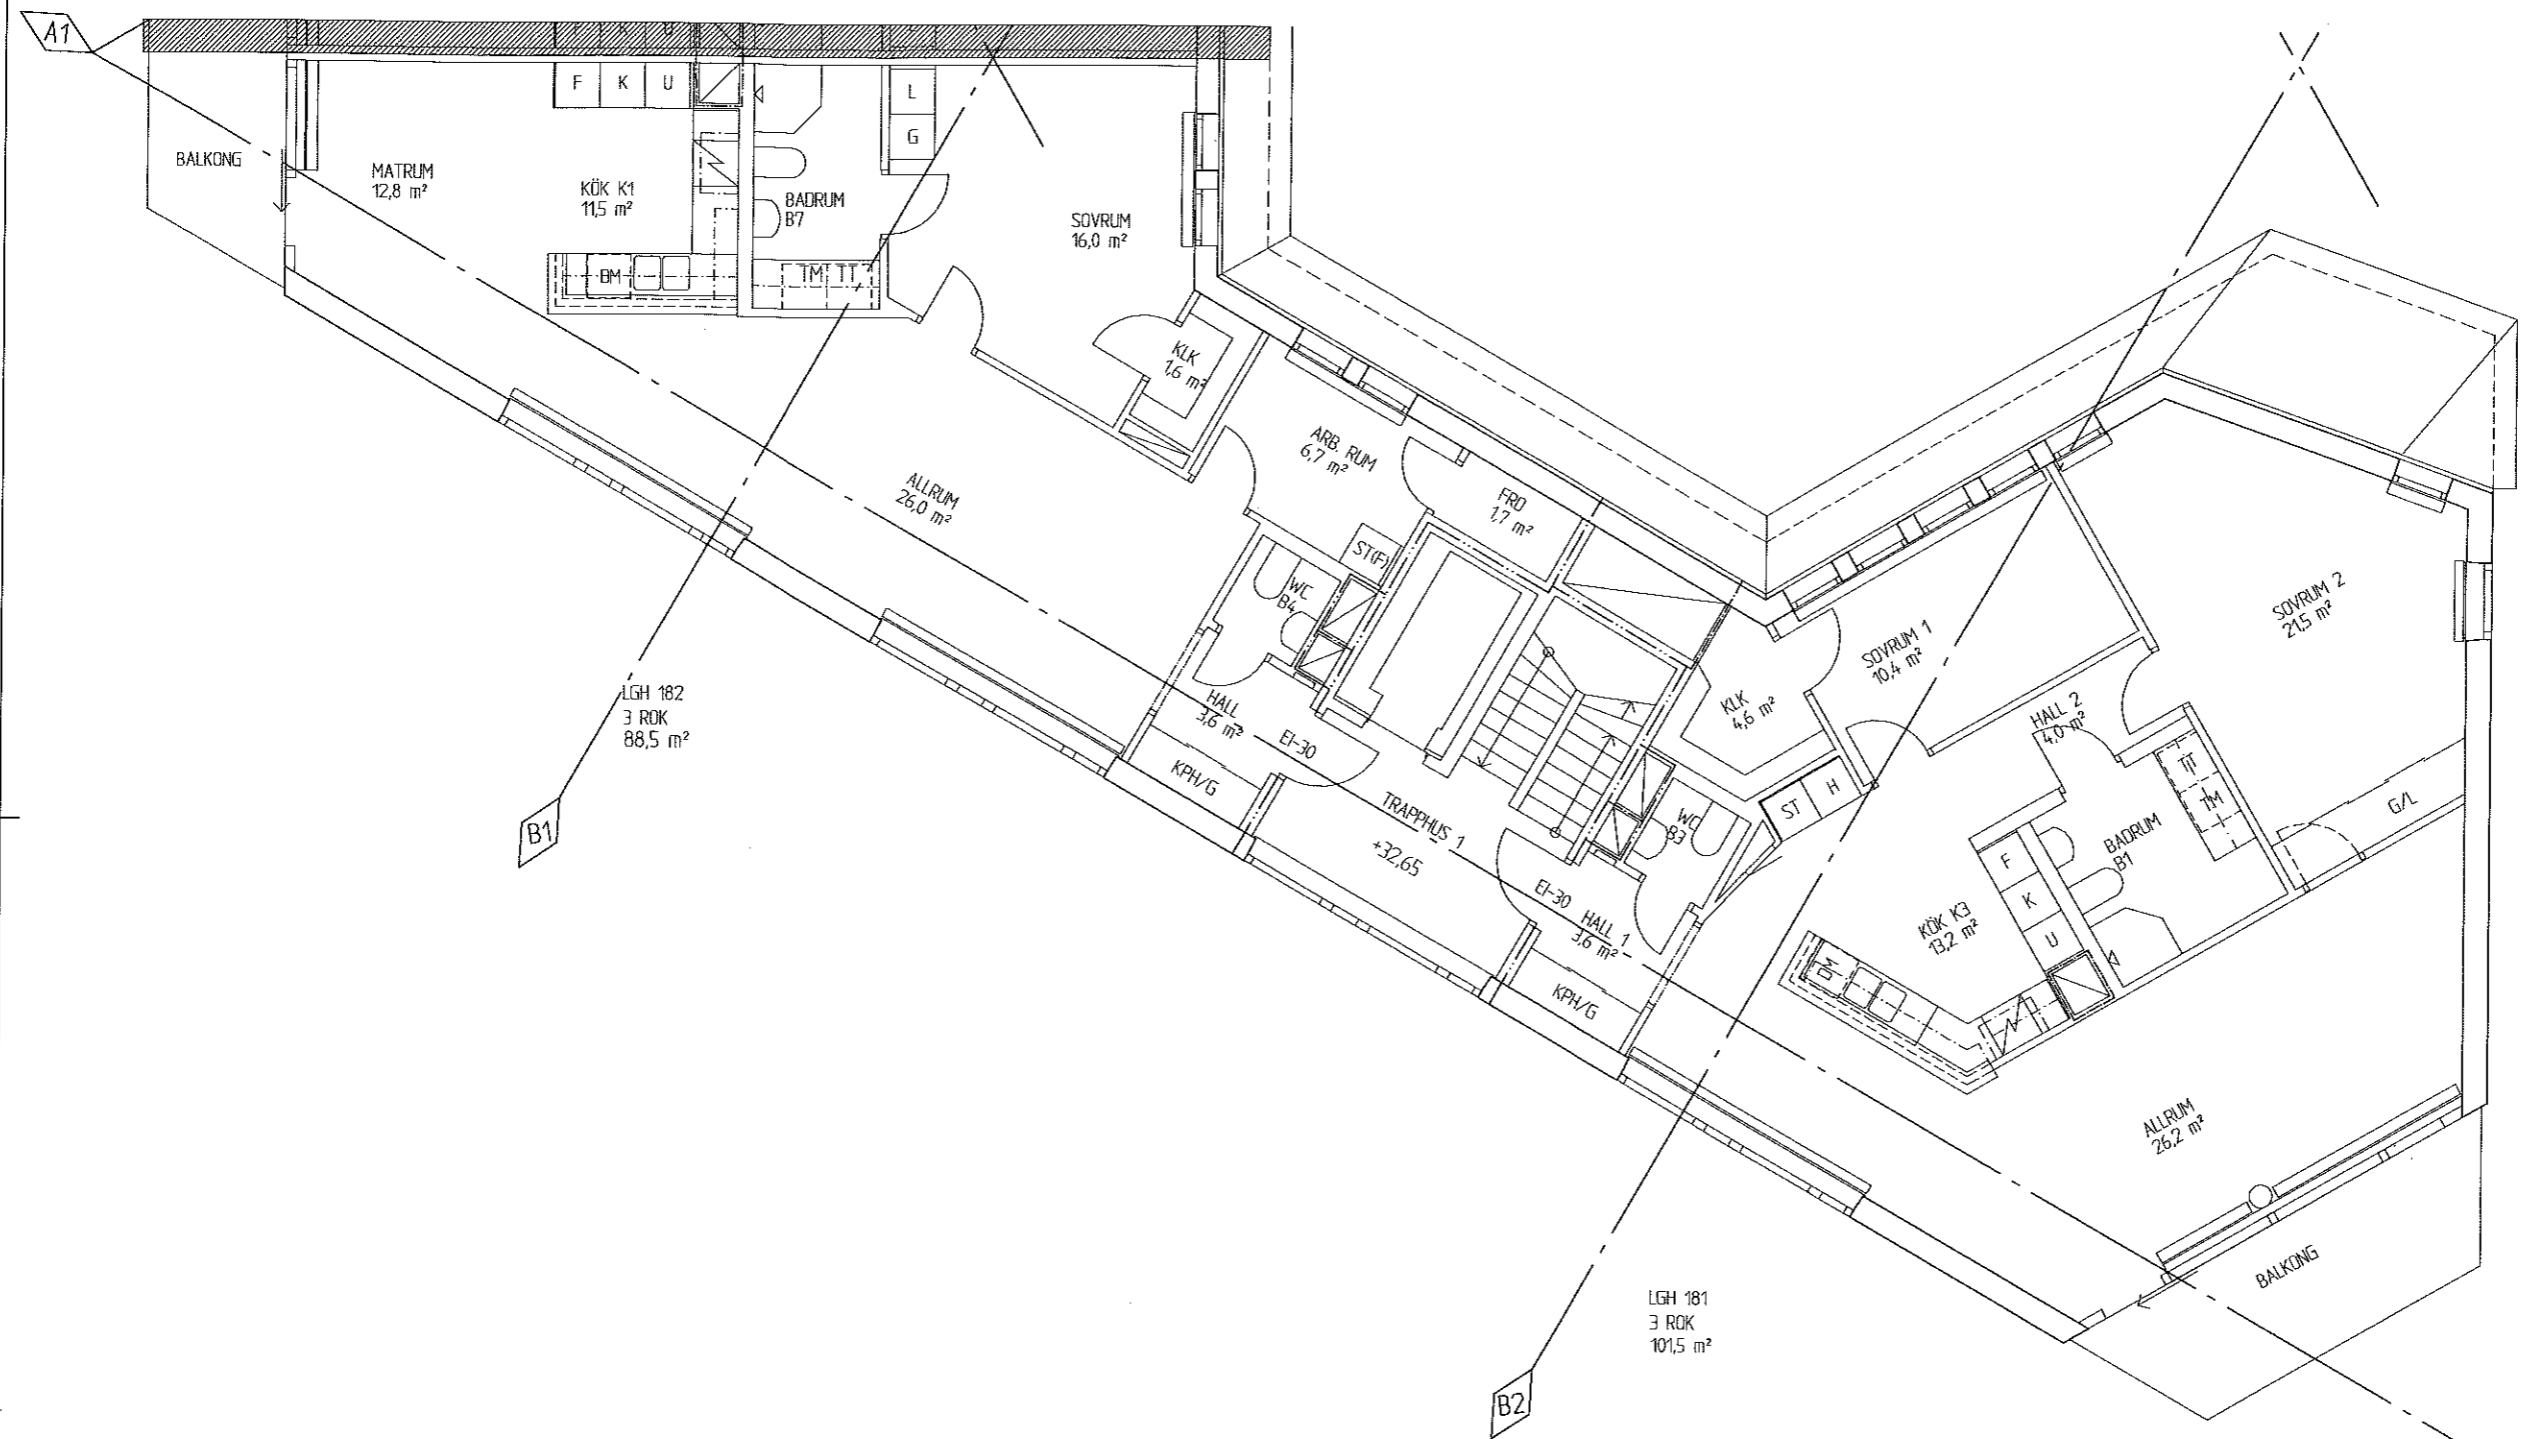 A1
F
K
U
L
G
BALKONG
MATRUM
12,8 m²
KÖK K1
11,5 m²
BADRUM
B7
SOVRUM
16,0 m²
DM
TM
TT
KLK
1,6 m²
ARB. RUM
6,7 m²
FRD
1,7 m²
ALLRUM
26,0 m²
ST(F)
WC
B4
HALL
3,6 m²
EI-30
KPH/G
LGH 182
3 ROK
88,5 m²
B1
TRAPPHUS 1
+32,65
EI-30
HALL 1
3,6 m²
KPH/G
WC
B3
KLK
4,6 m²
ST
H
SOVRUM 1
10,4 m²
SOVRUM 2
21,5 m²
HALL 2
4,0 m²
TT
TM
G/L
BADRUM
B1
F
K
U
KÖK K3
13,2 m²
DM
ALLRUM
26,2 m²
BALKONG
LGH 181
3 ROK
101,5 m²
B2